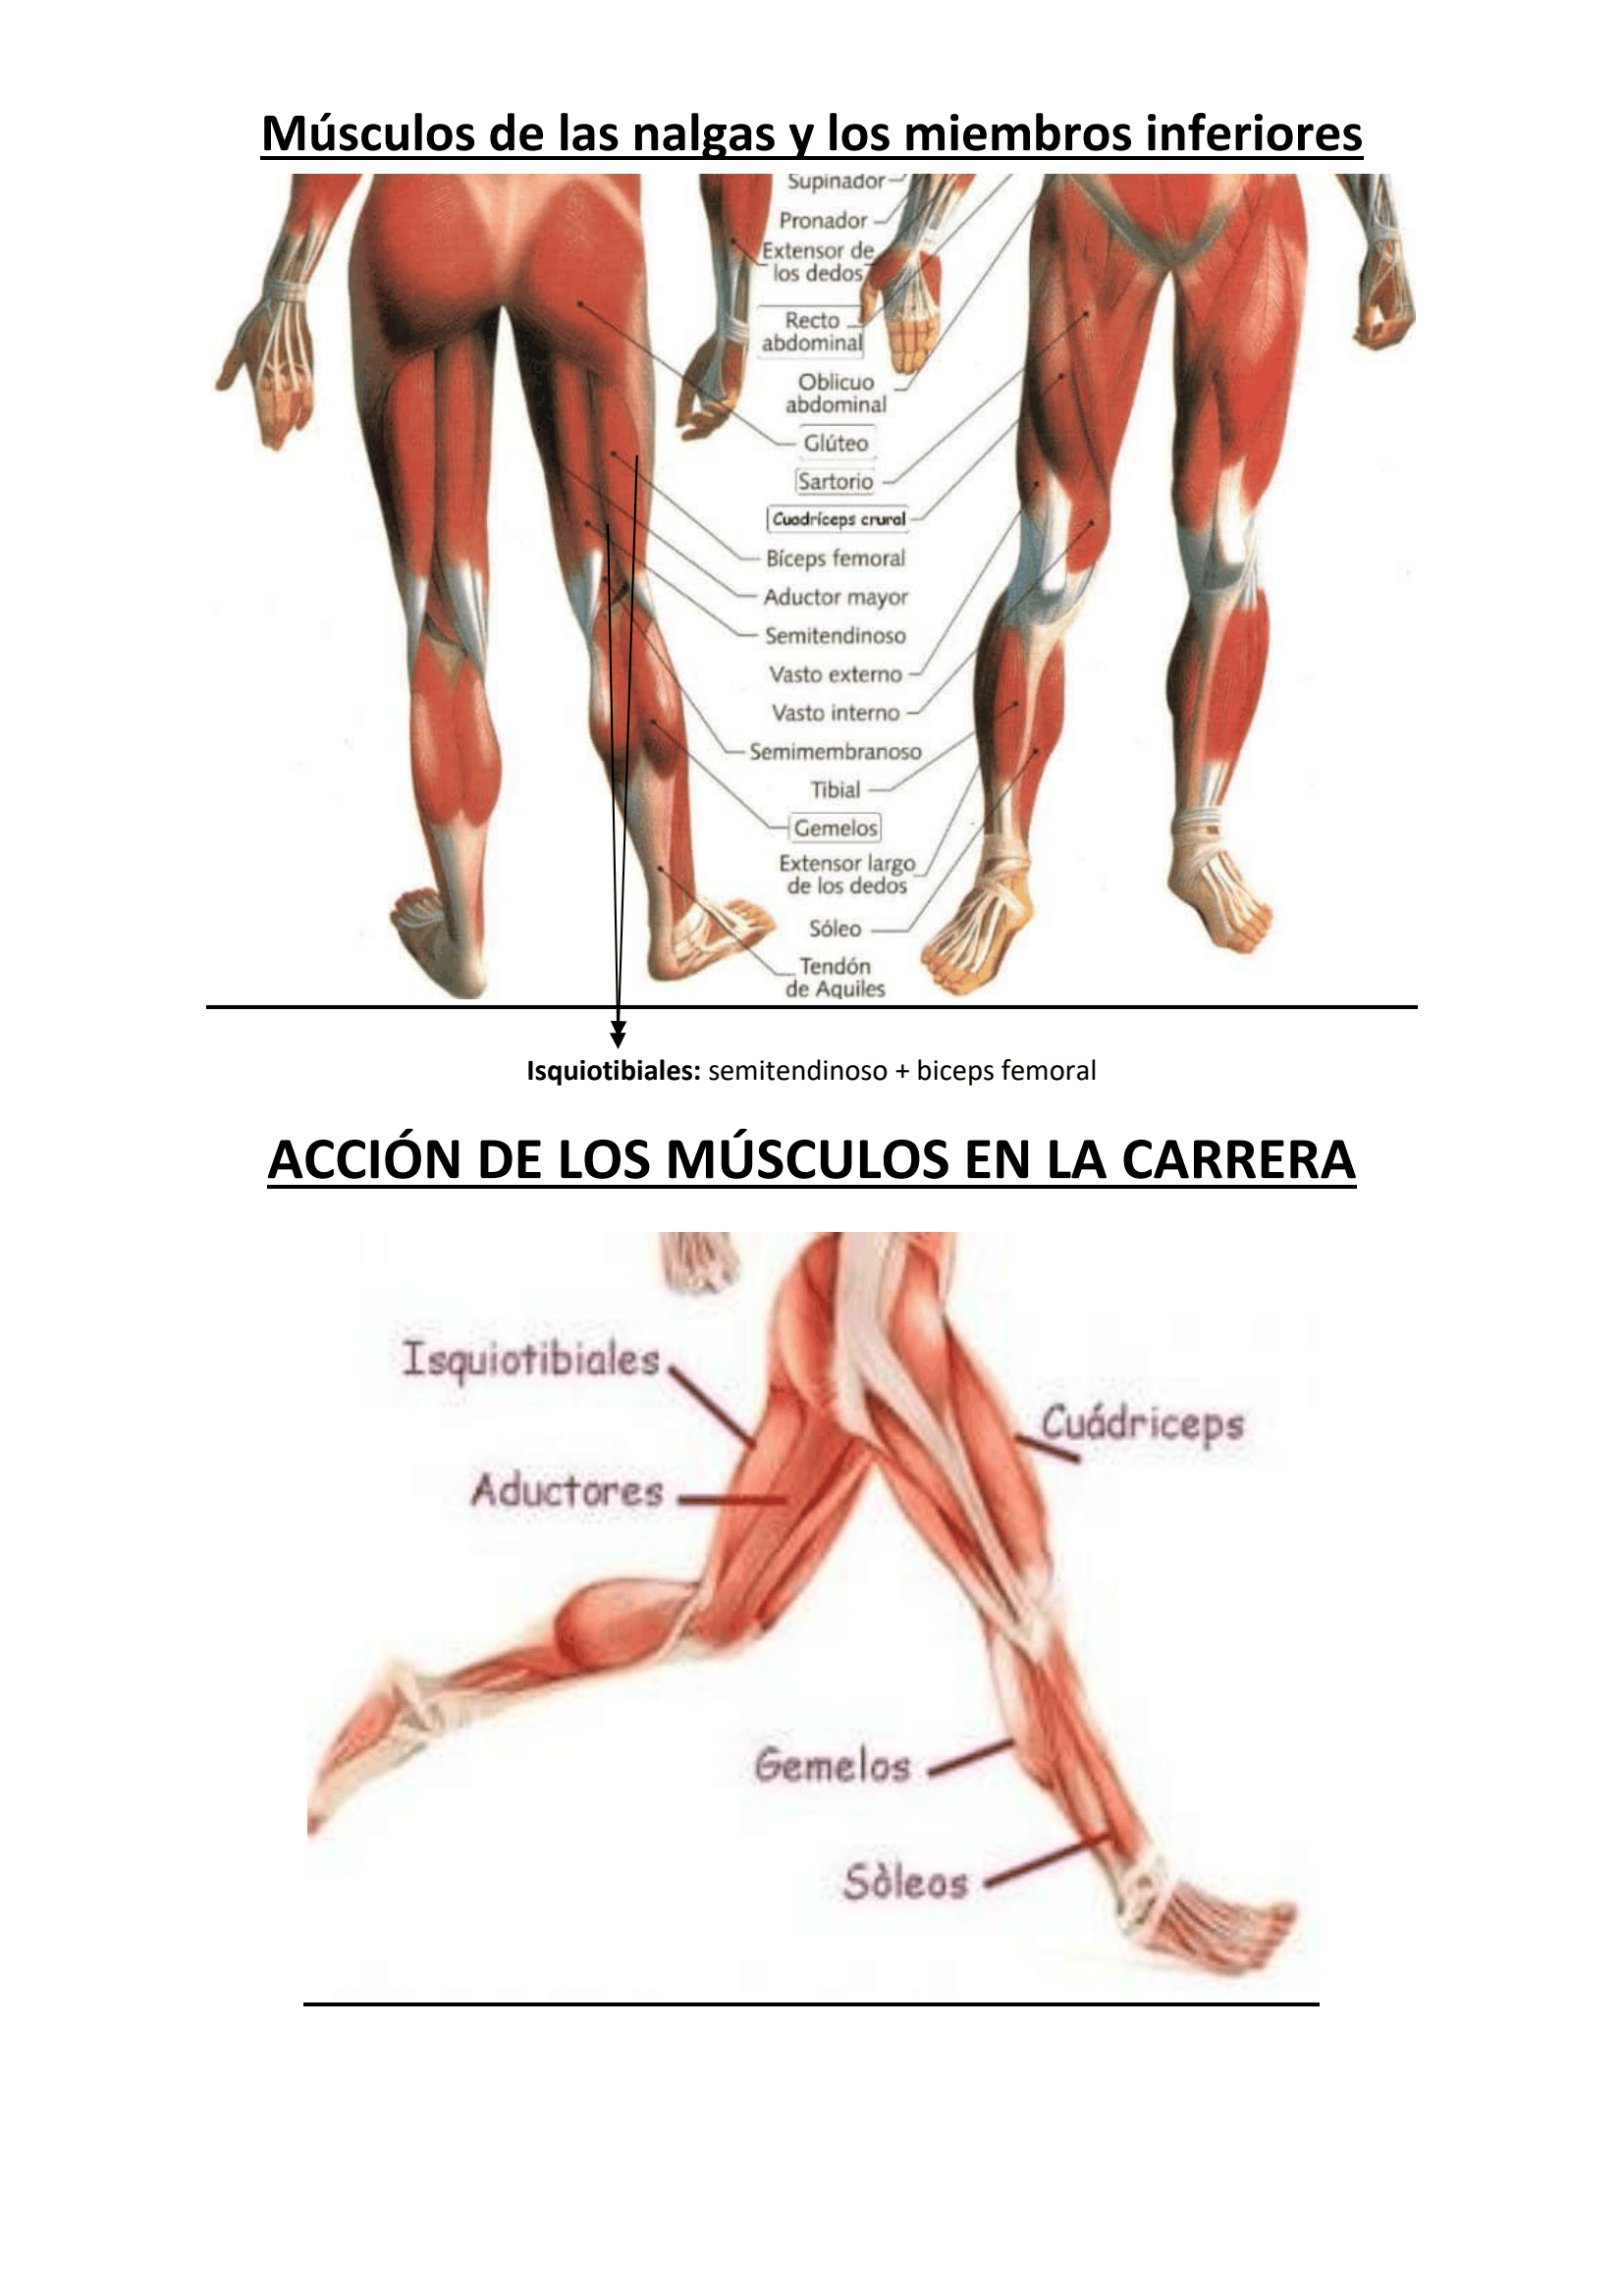 Músculos de las nalgas y los miembros inferiores
Supinador
Pronador
Extensor de
los dedos
Recto
abdominal
Oblicuo
abdominal
Glúteo
Sartorio
Cuadríceps crural
Bíceps femoral
Aductor mayor
Semitendinoso
Vasto externo
Vasto interno
Semimembranoso
Tibial
Gemelos
Extensor largo
de los dedos
Sóleo
Tendón
de Aquiles
Isquiotibiales: semitendinoso + biceps femoral
ACCIÓN DE LOS MÚSCULOS EN LA CARRERA
Isquiotibiales
Cuádriceps
Aductores
Gemelos
Sòleos